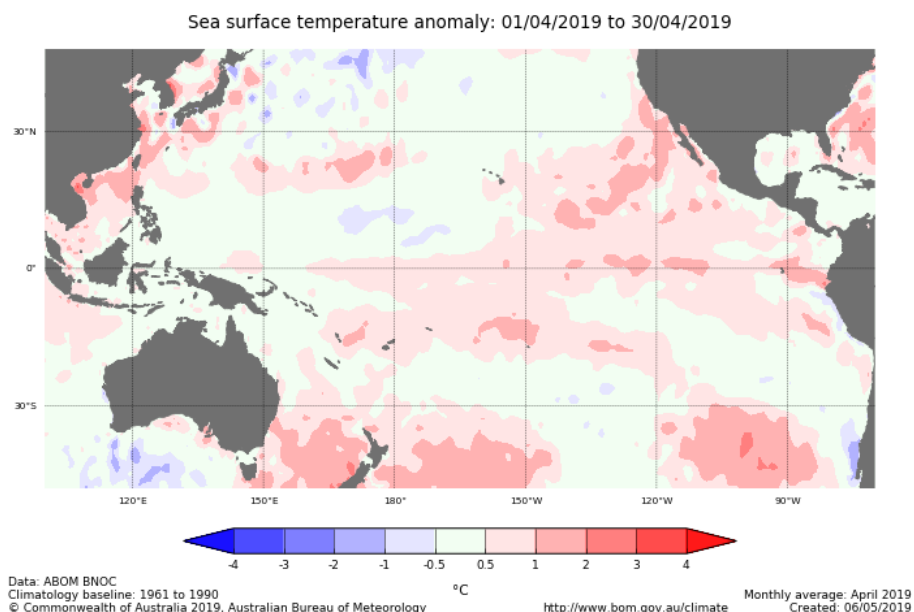 Sea surface temperature anomaly: 01/04/2019 to 30/04/2019
30°N
0°
30°S
120°E 150°E 180° 150°W 120°W 90°W
-4 -3 -2 -1 -0.5 0.5 1 2 3 4
°C
Data: ABOM BNOC
Climatology baseline: 1961 to 1990 Monthly average: April 2019
© Commonwealth of Australia 2019, Australian Bureau of Meteorology http://www.bom.gov.au/climate Created: 06/05/2019